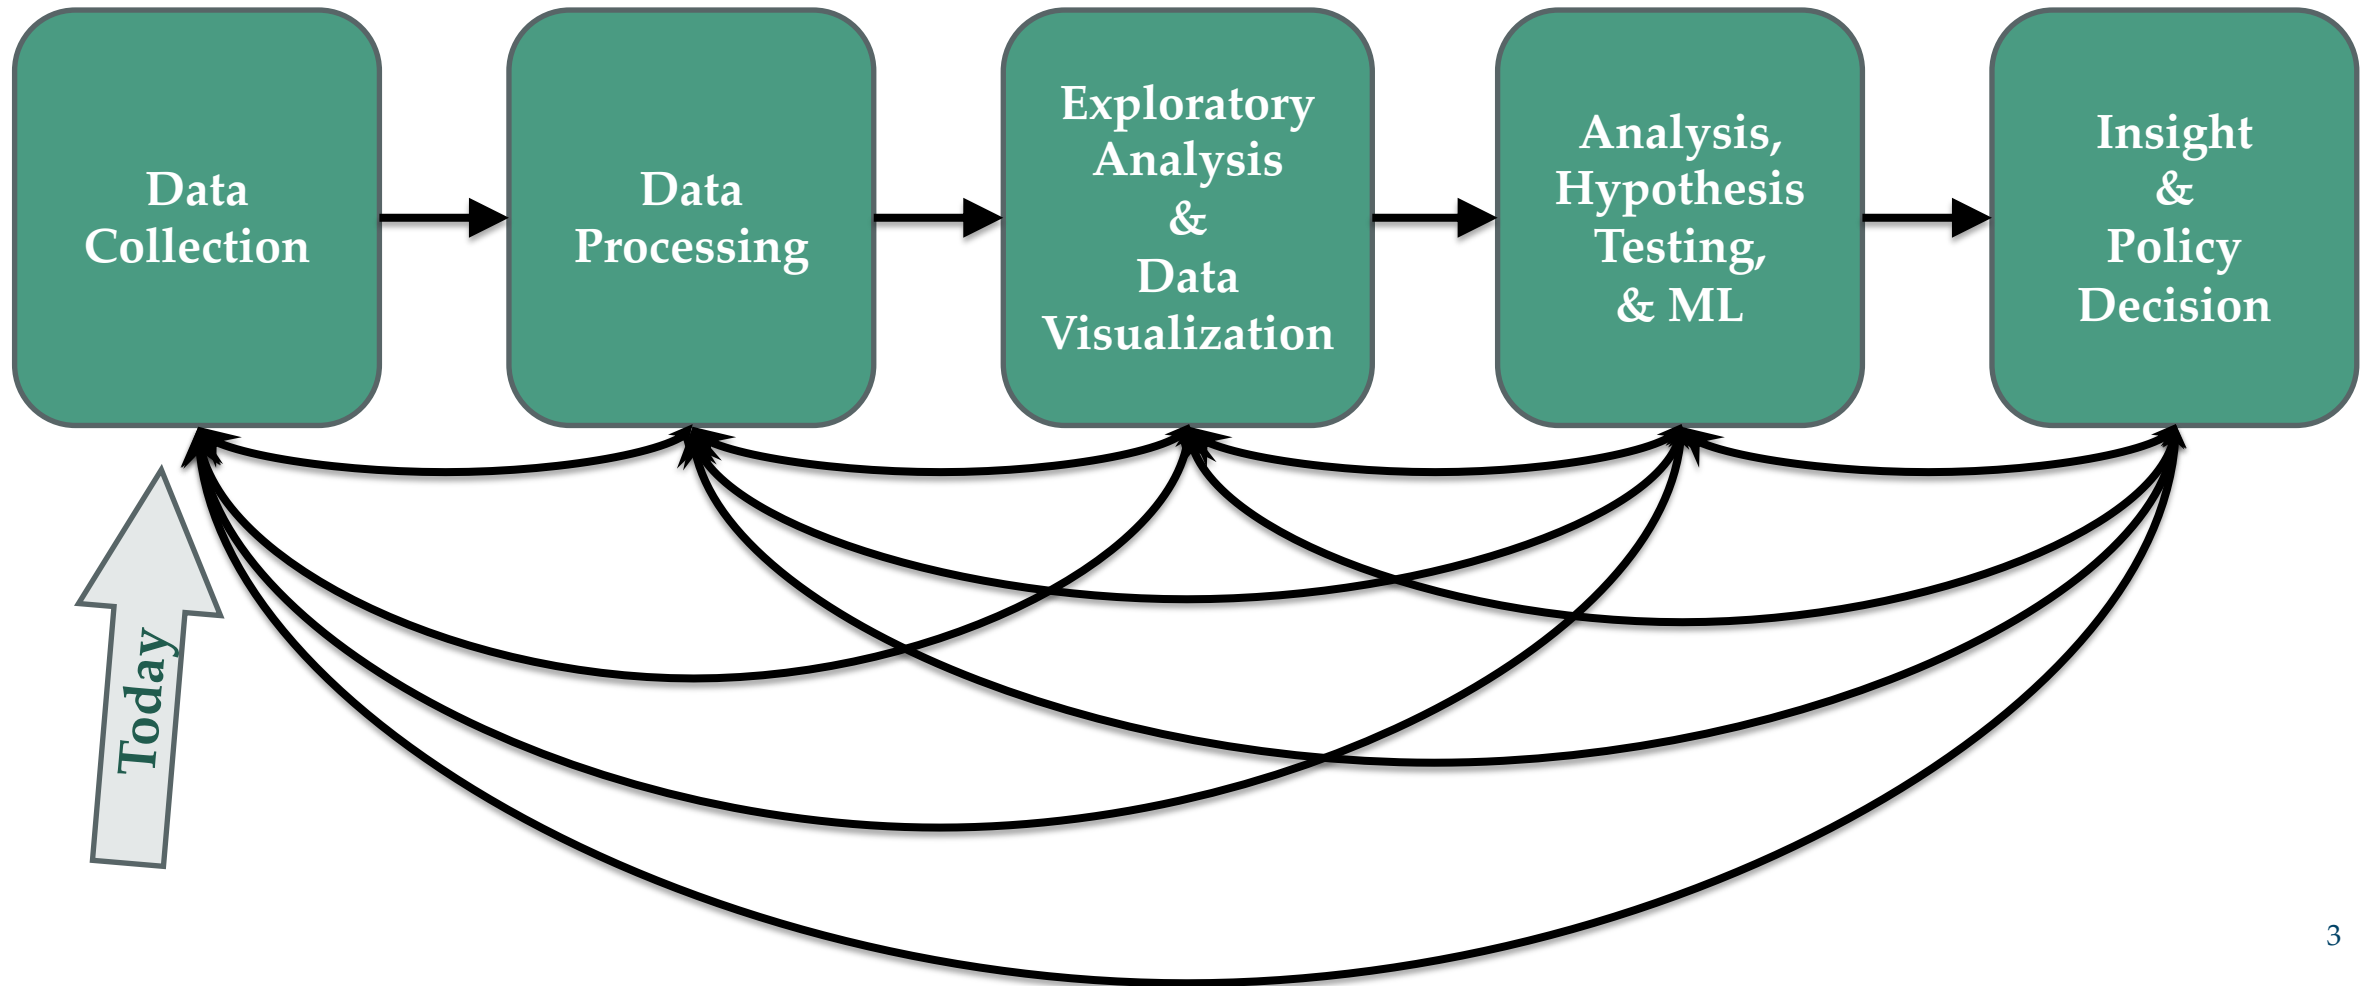 Data
Collection
Data
Processing
Exploratory
Analysis
&
Data
Visualization
Analysis,
Hypothesis
Testing,
& ML
Insight
&
Policy
Decision
Today
3